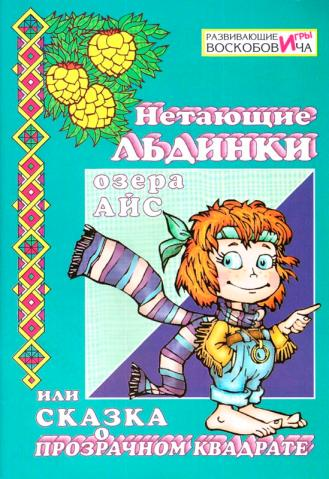 РАЗВИВАЮЩИЕ ИГРЫ
ВОСКОБОВИЧА
Нетающие
ЛЬДИНКИ
озера
АЙС
или
СКАЗКА
О
ПРОЗРАЧНОМ КВАДРАТЕ